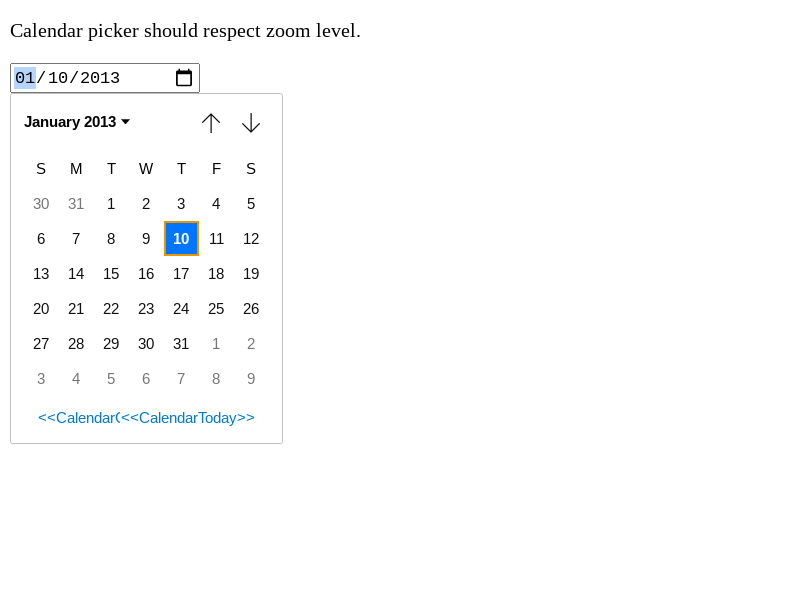 Calendar picker should respect zoom level.
01/10/2013
January 2013
S M T W T F S
30 31 1 2 3 4 5
6 7 8 9 10 11 12
13 14 15 16 17 18 19
20 21 22 23 24 25 26
27 28 29 30 31 1 2
3 4 5 6 7 8 9
<<Calendar <<CalendarToday>>